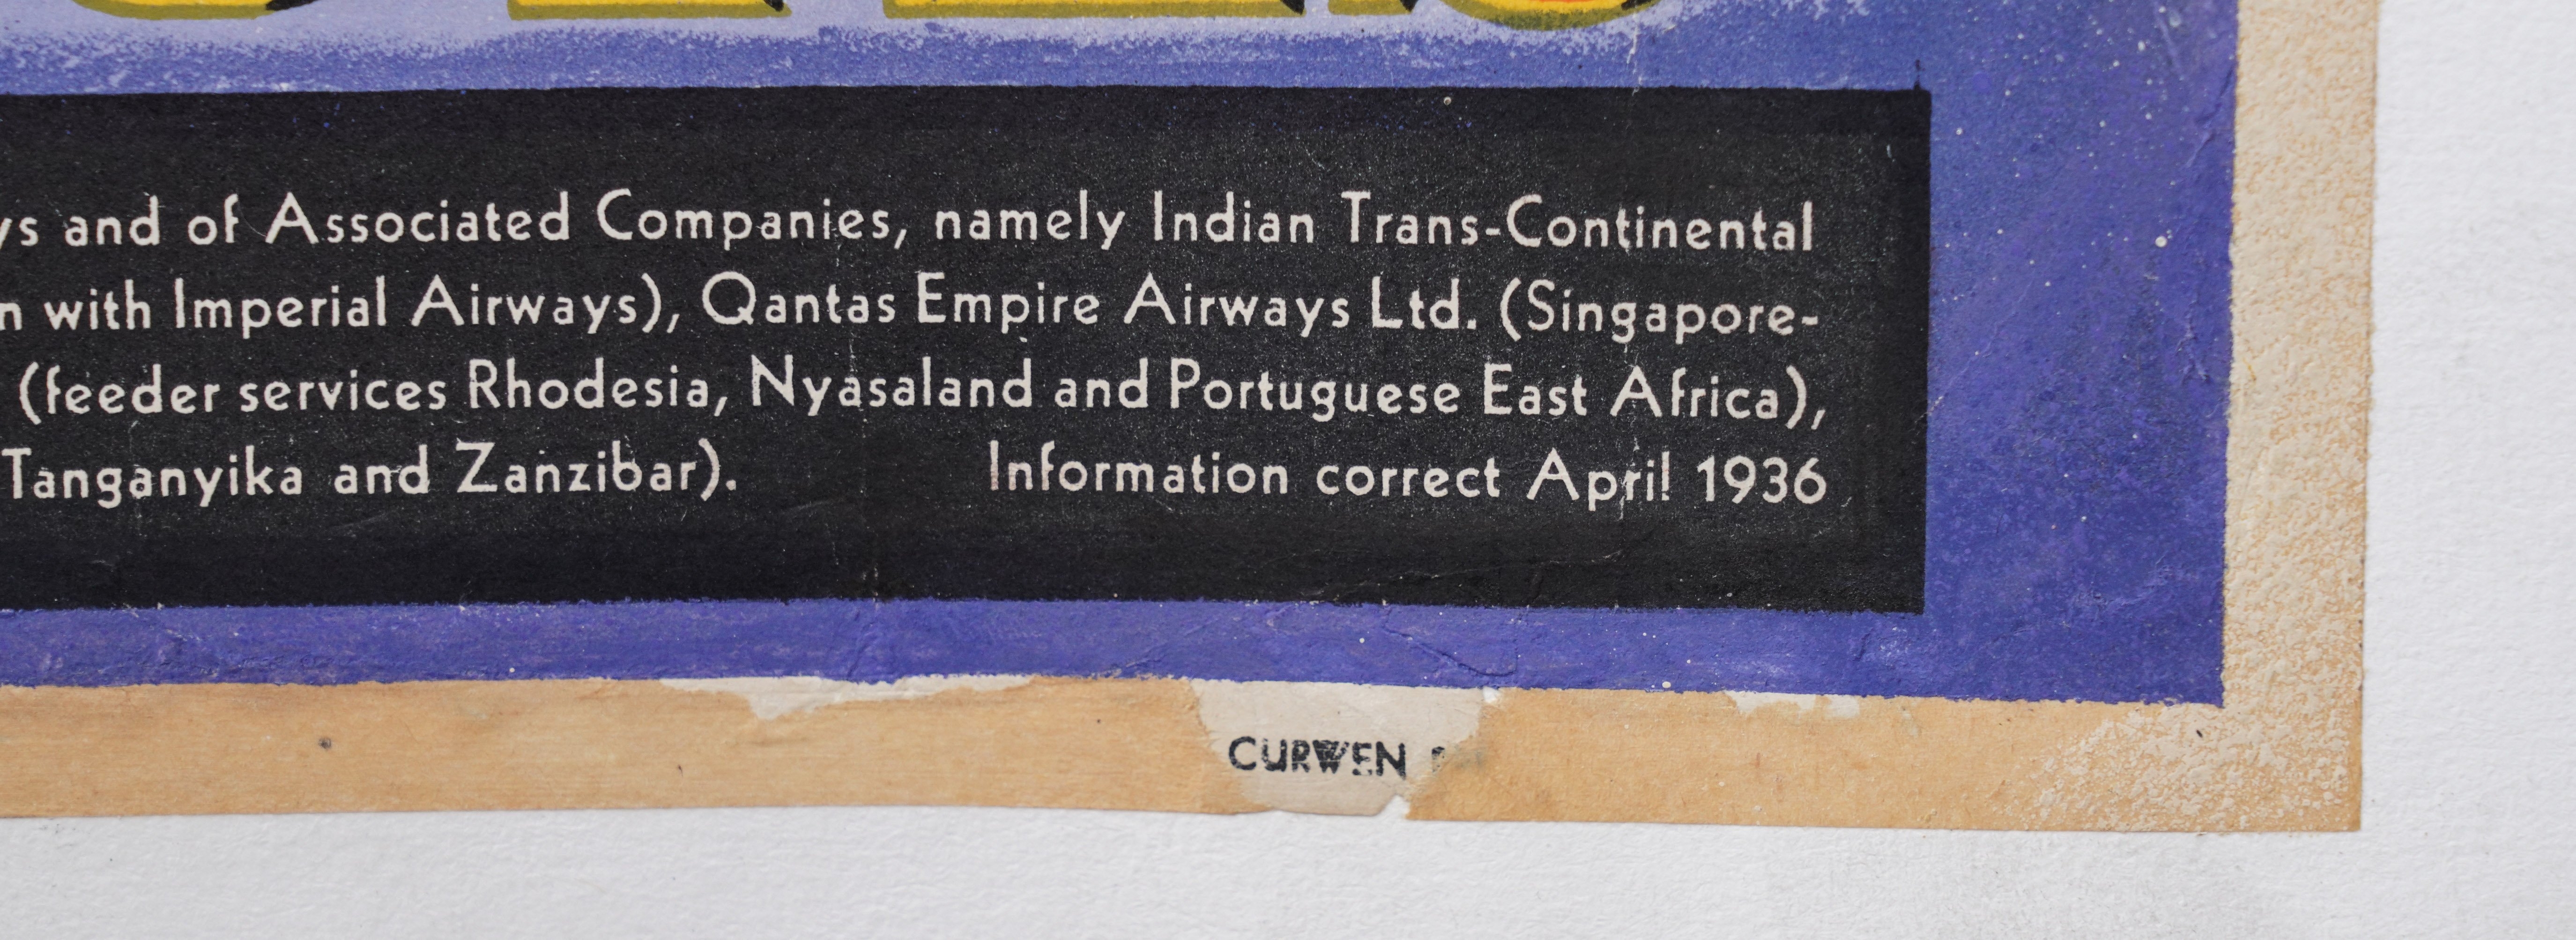 and of Associated Companies, namely Indian Trans-Continental
with Imperial Airways), Qantas Empire Airways Ltd. (Singapore-
(feeder services Rhodesia, Nyasaland and Portuguese East Africa),
Tanganyika and Zanzibar). Information correct April 1936
CURWEN